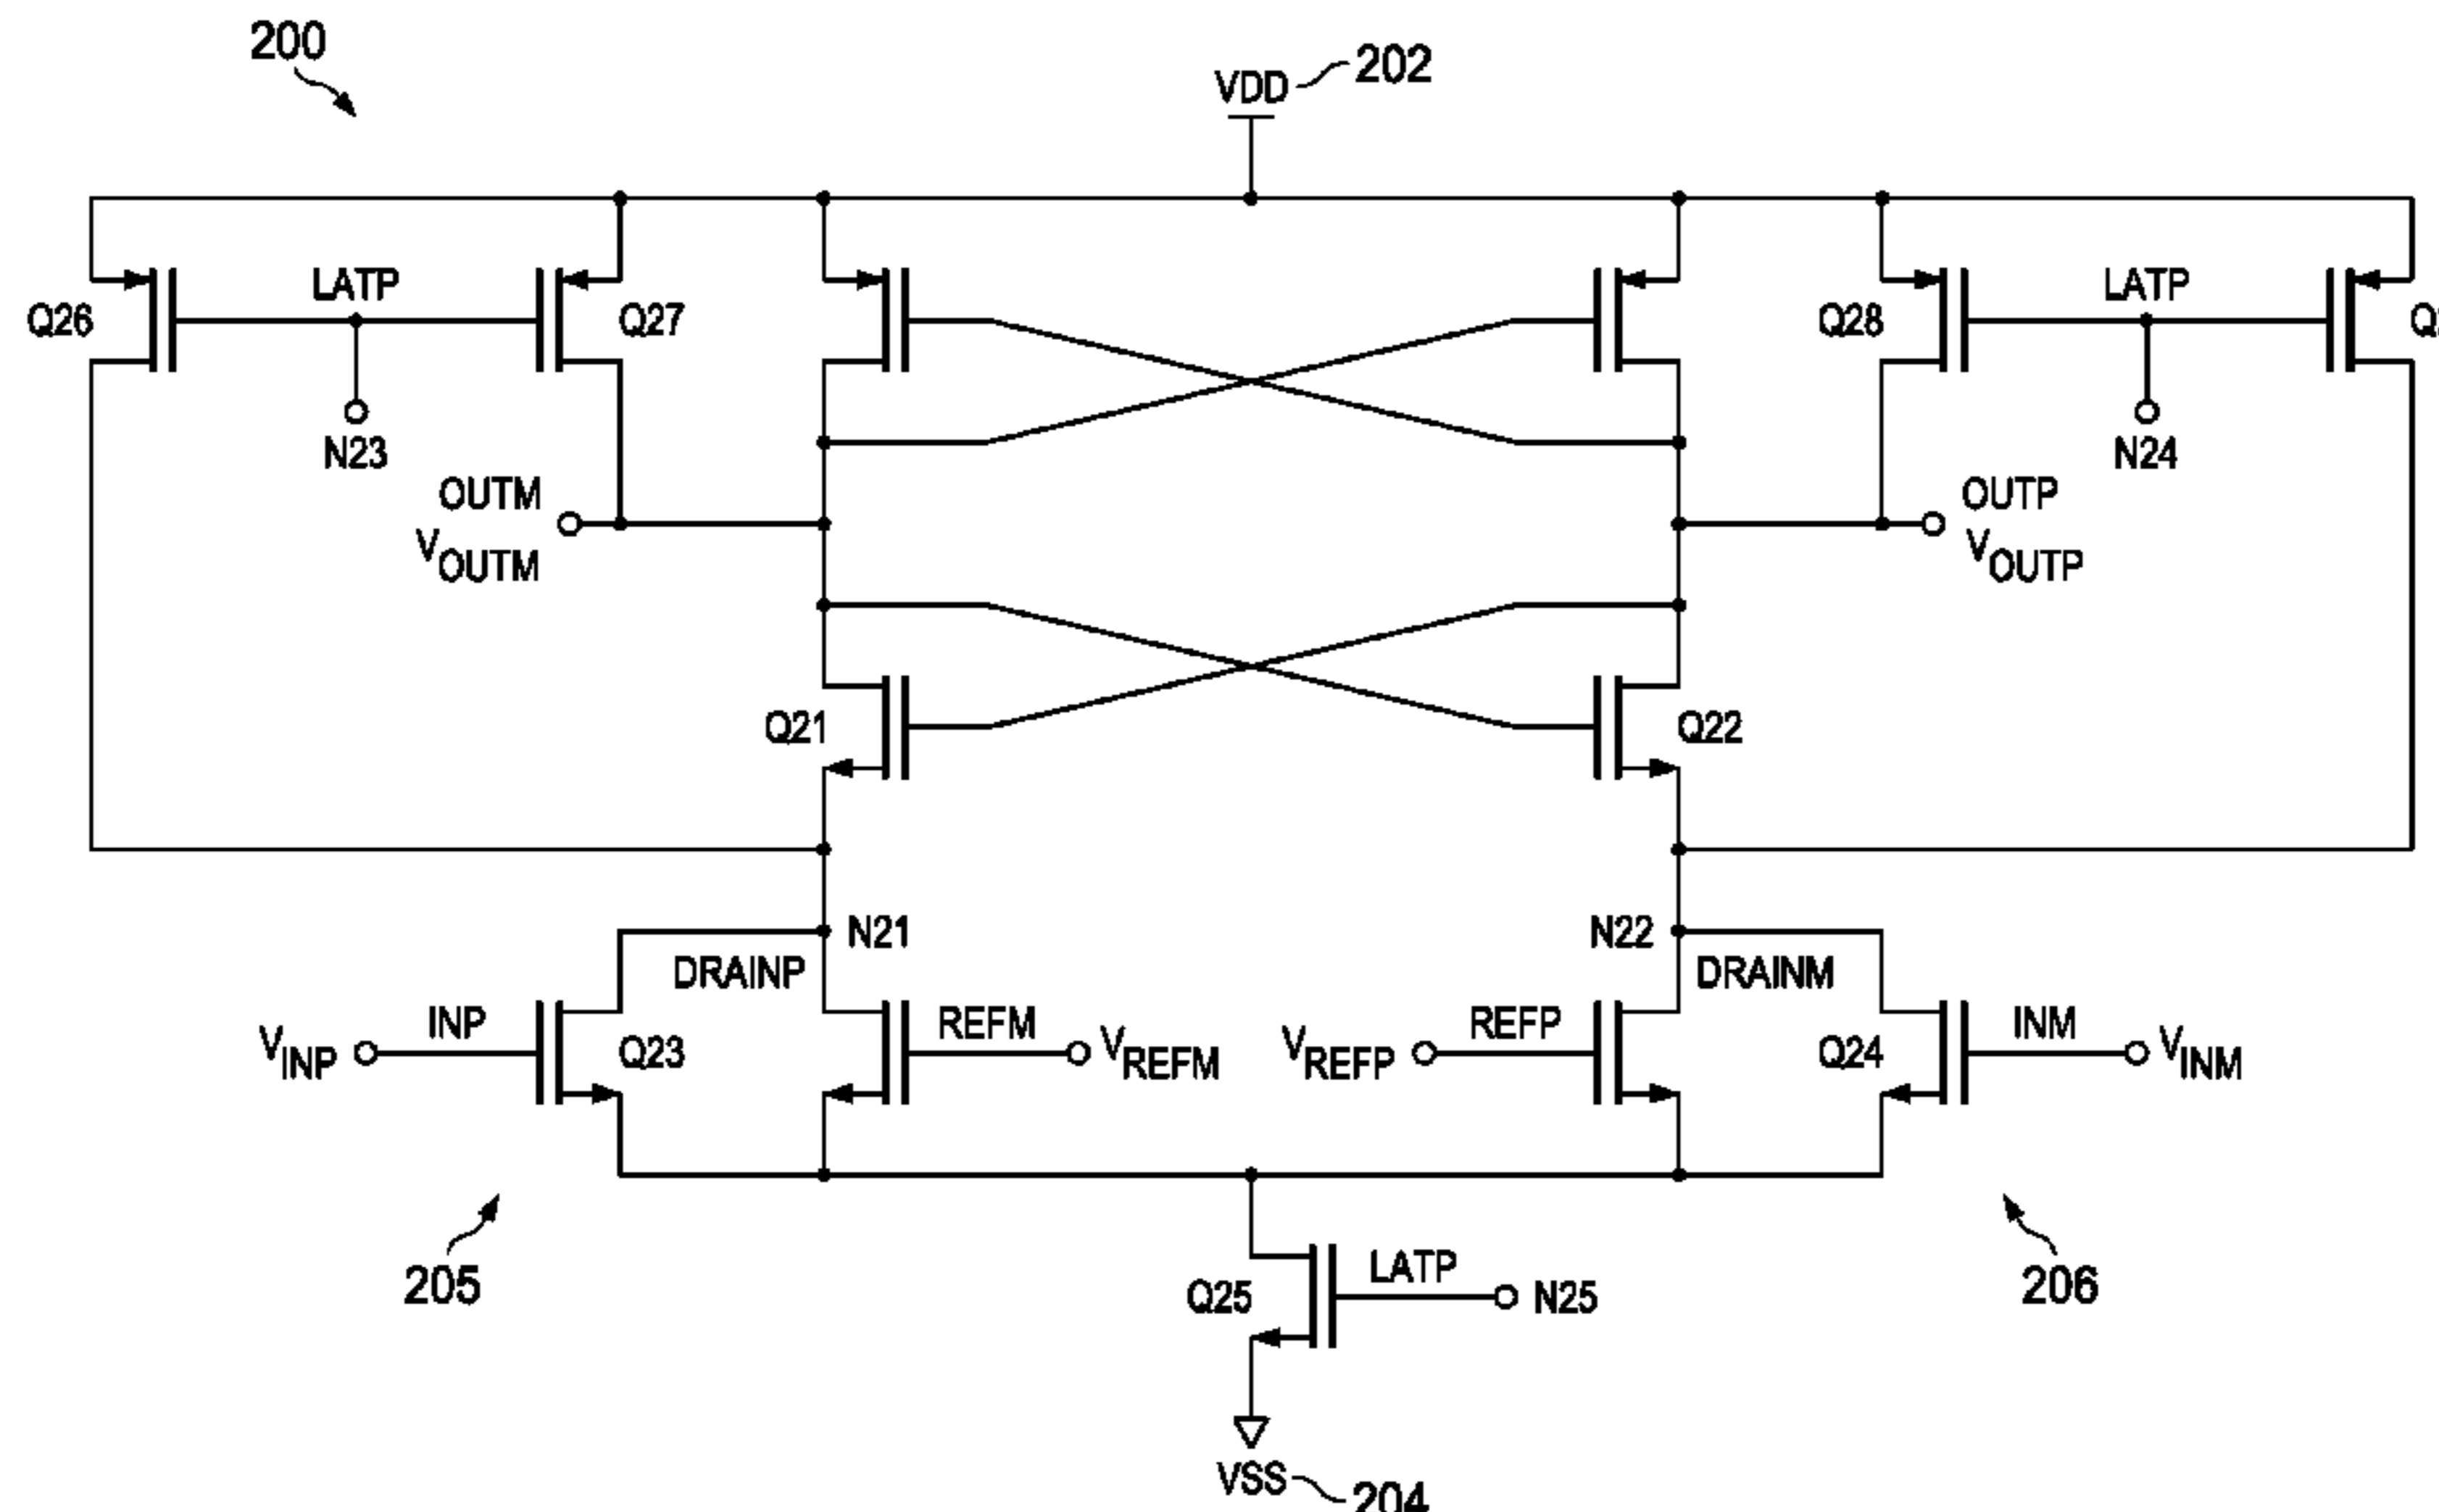 200
VDD
202
Q26
LATP
Q27
Q28
LATP
N23
N24
OUTM
VOUTM
OUTP
VOUTP
Q21
Q22
N21
N22
DRAINP
DRAINM
VINP
INP
Q23
REFM
VREFM
VREFP
REFP
Q24
INM
VINM
205
206
Q25
LATP
N25
VSS
204